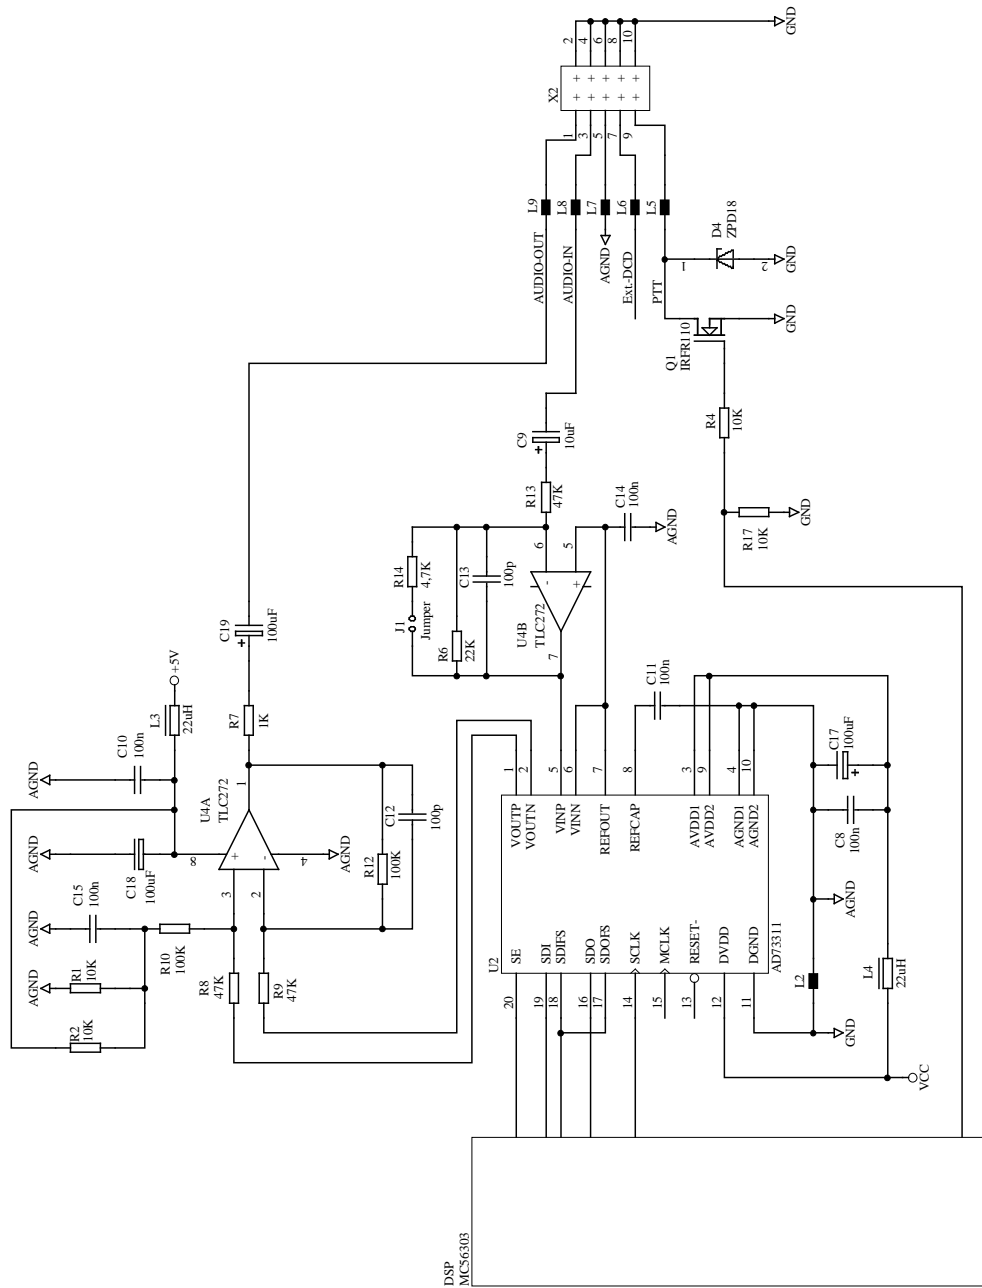 DSP
MC56303
U2
AD73311
SE
SDI
SDIFS
SDO
SDOFS
SCLK
MCLK
RESET-
DVDD
DGND
20
19
18
16
17
14
15
13
12
11
VOUTP
VOUTN
VINP
VINN
REFOUT
REFCAP
AVDD1
AVDD2
AGND1
AGND2
1
2
5
6
7
8
3
9
4
10
R2
10K
R1
10K
AGND
C15
100n
AGND
R10
100K
R8
47K
R9
47K
C18
100uF
AGND
C10
100n
AGND
L3
22uH
+5V
U4A
TLC272
3
2
8
4
1
+
-
AGND
R12
100K
C12
100p
R7
1K
C19
100uF
+
J1
Jumper
R14
4,7K
R6
22K
C13
100p
U4B
TLC272
7
6
5
-
+
R13
47K
C9
10uF
+
C14
100n
AGND
C11
100n
C17
100uF
+
C8
100n
AGND
L2
GND
L4
22uH
VCC
R17
10K
GND
R4
10K
Q1
IRFR110
GND
D4
ZPD18
1
2
GND
AUDIO-OUT
AUDIO-IN
AGND
Ext.-DCD
PTT
L9
L8
L7
L6
L5
X2
1
3
5
7
9
2
4
6
8
10
+ +
+ +
+ +
+ +
+ +
GND